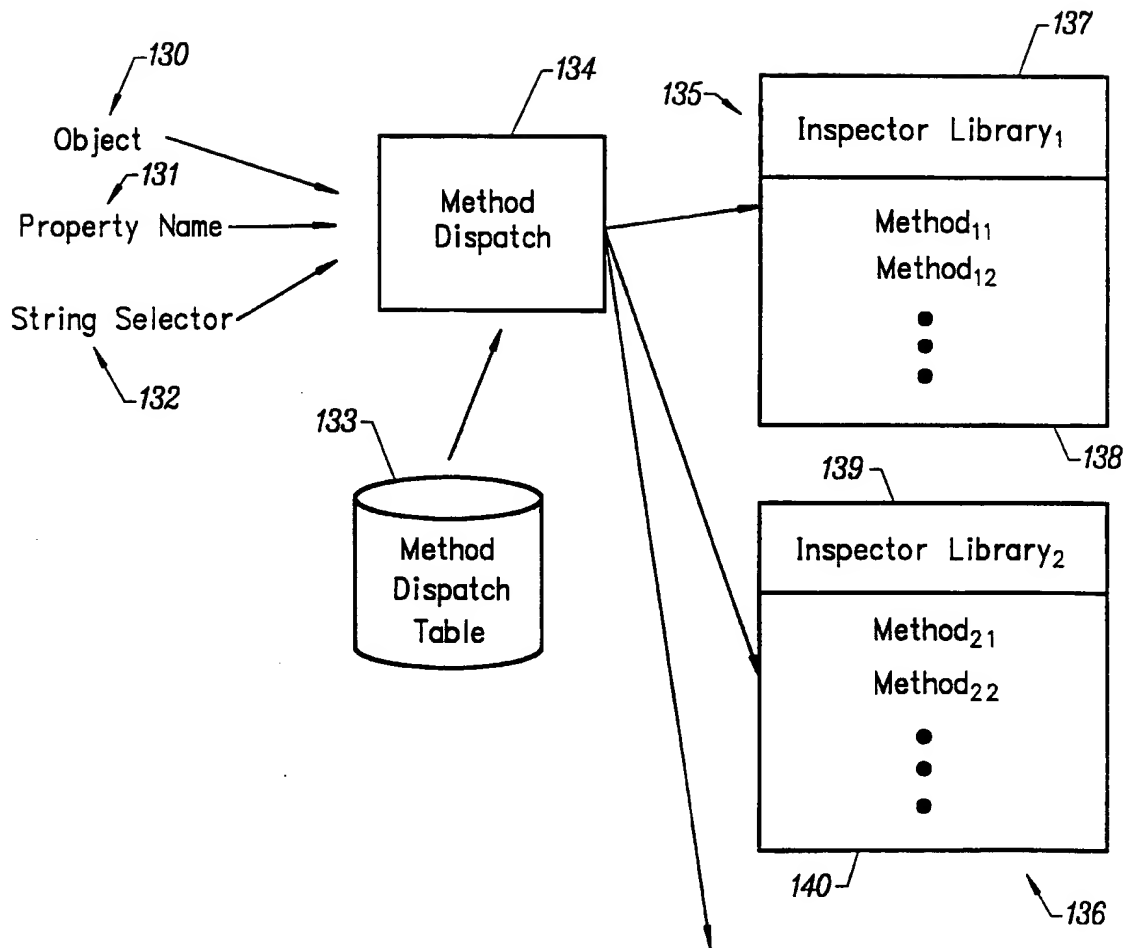 130
Object
131
Property Name
String Selector
132
134
Method
Dispatch
133
Method
Dispatch
Table
135
137
Inspector Library₁
Method₁₁
Method₁₂
138
139
Inspector Library₂
Method₂₁
Method₂₂
140
136